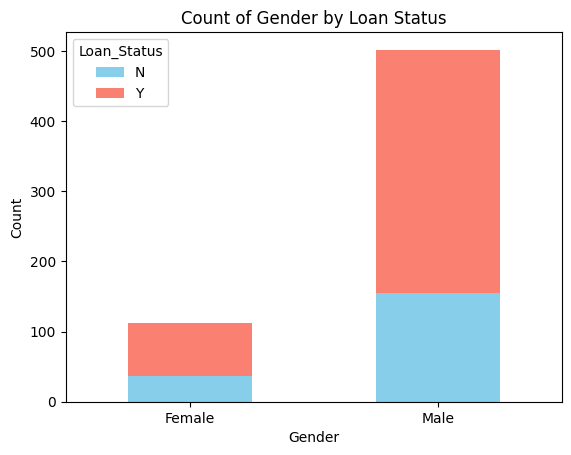 Count of Gender by Loan Status
Loan_Status
N
Y
Count
500
400
300
200
100
0
Female Male
Gender